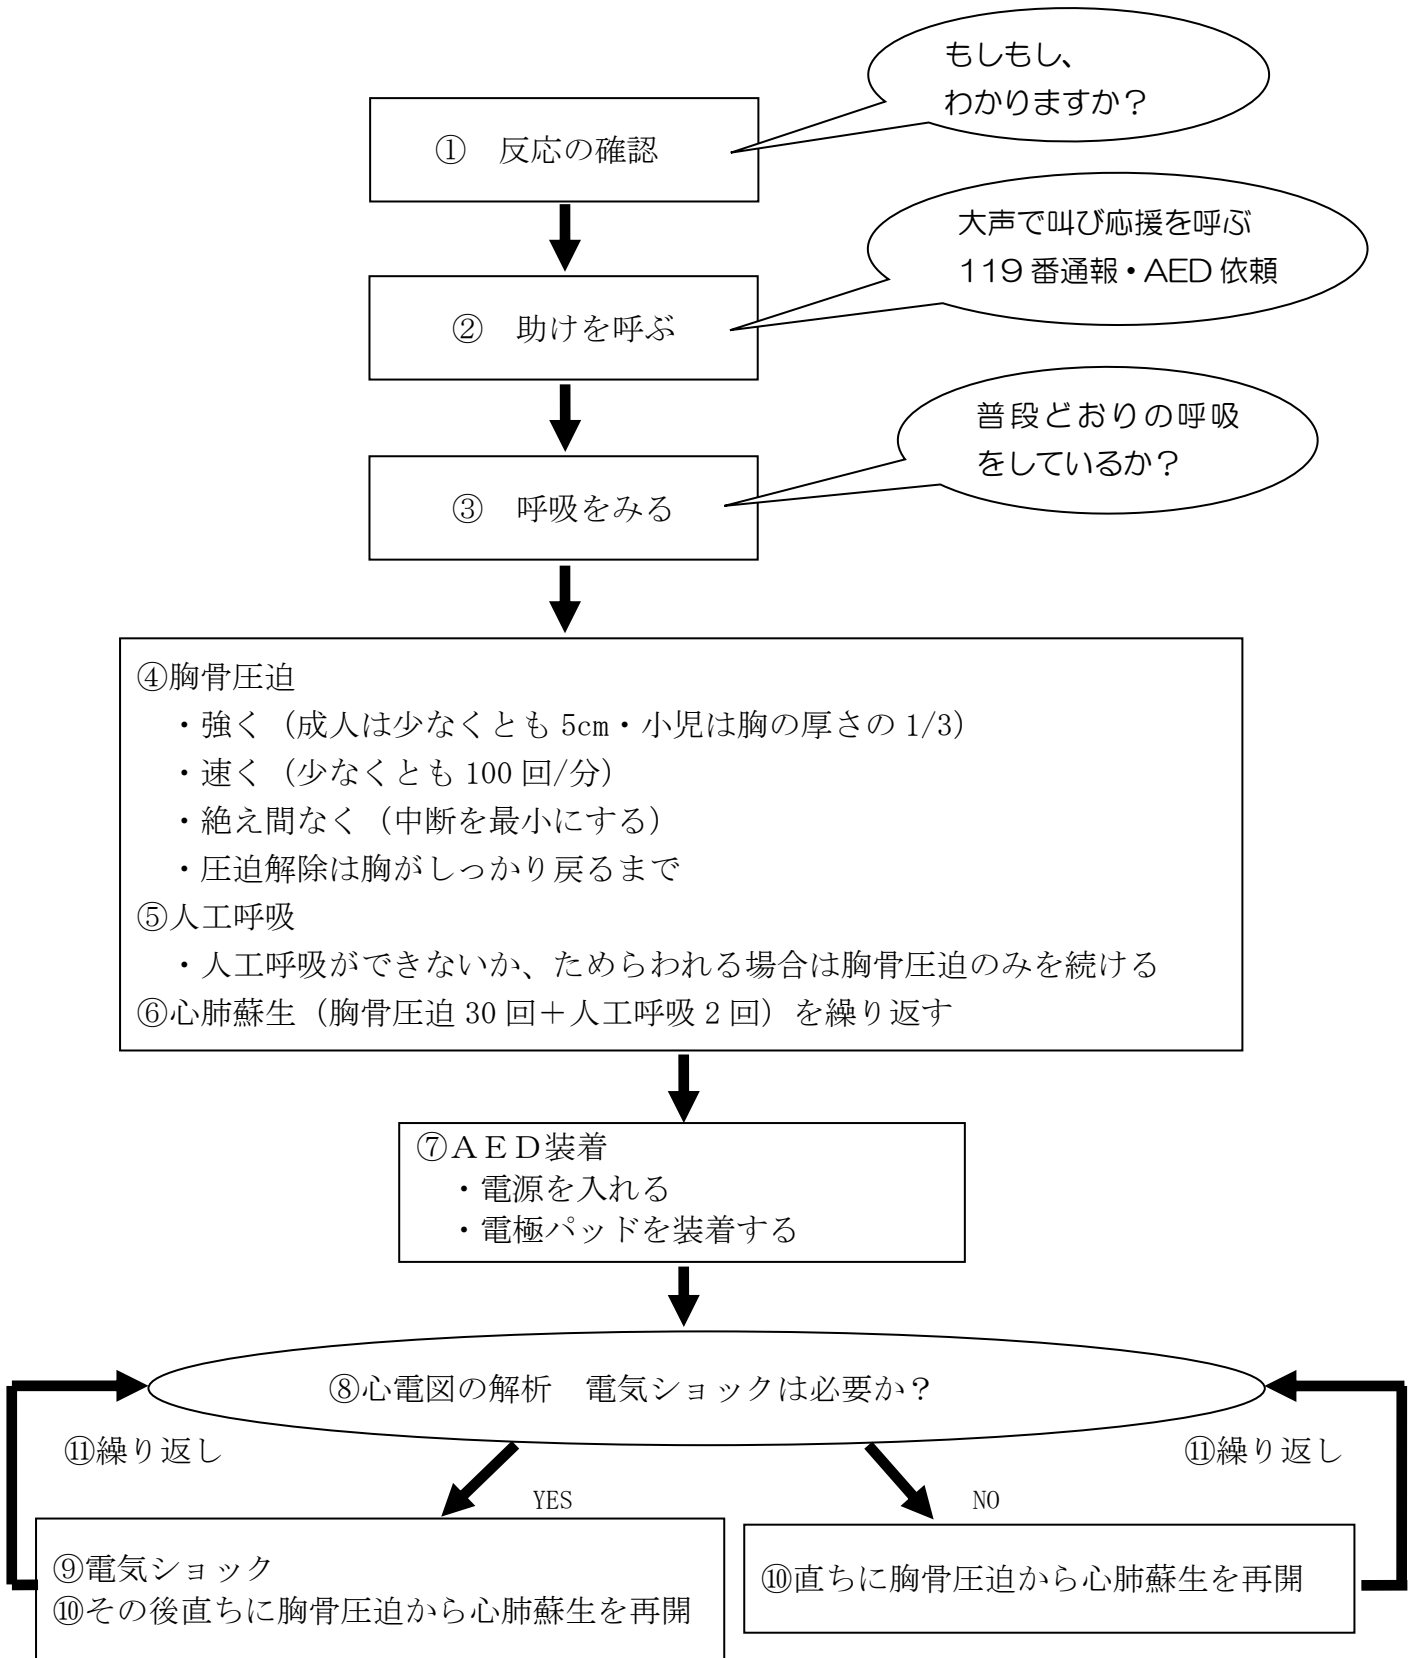 もしもし、
わかりますか？
① 反応の確認
大声で叫び応援を呼ぶ
119番通報・AED依頼
② 助けを呼ぶ
普段どおりの呼吸
をしているか？
③ 呼吸をみる
④胸骨圧迫
・強く（成人は少なくとも 5cm・小児は胸の厚さの 1/3）
・速く（少なくとも 100 回/分）
・絶え間なく（中断を最小にする）
・圧迫解除は胸がしっかり戻るまで
⑤人工呼吸
・人工呼吸ができないか、ためらわれる場合は胸骨圧迫のみを続ける
⑥心肺蘇生（胸骨圧迫 30 回＋人工呼吸 2 回）を繰り返す
⑦ＡＥＤ装着
・電源を入れる
・電極パッドを装着する
⑧心電図の解析 電気ショックは必要か？
⑪繰り返し
⑪繰り返し
YES
NO
⑨電気ショック
⑩その後直ちに胸骨圧迫から心肺蘇生を再開
⑩直ちに胸骨圧迫から心肺蘇生を再開